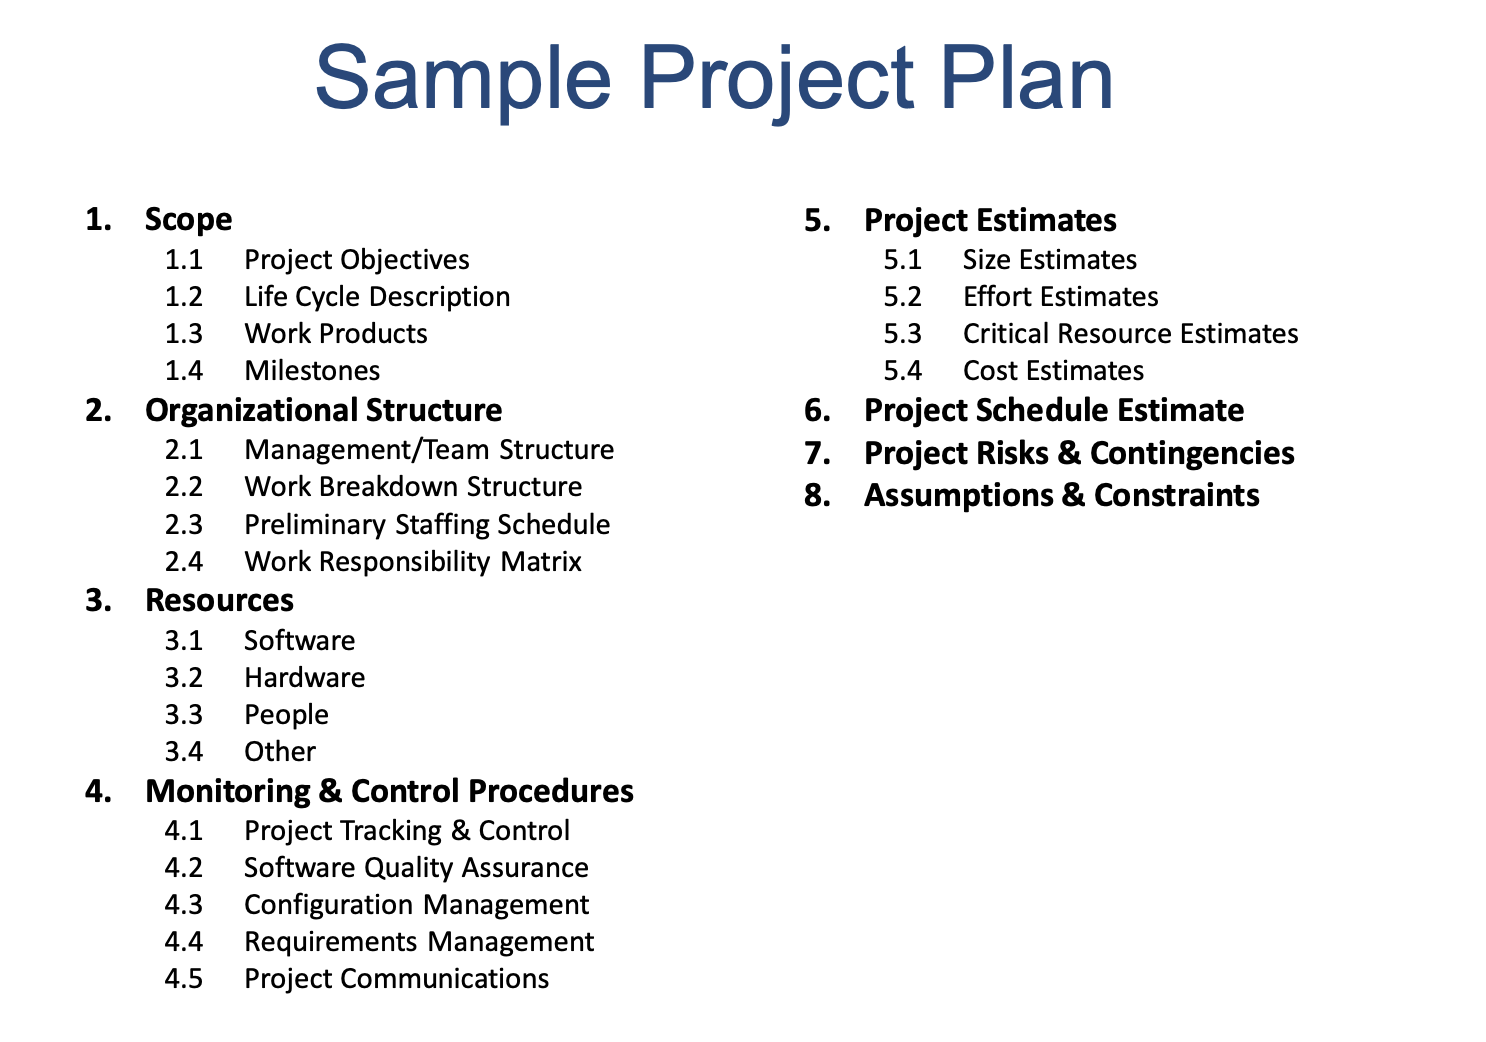 Sample Project Plan
1. Scope
1.1 Project Objectives
1.2 Life Cycle Description
1.3 Work Products
1.4 Milestones
2. Organizational Structure
2.1 Management/Team Structure
2.2 Work Breakdown Structure
2.3 Preliminary Staffing Schedule
2.4 Work Responsibility Matrix
3. Resources
3.1 Software
3.2 Hardware
3.3 People
3.4 Other
4. Monitoring & Control Procedures
4.1 Project Tracking & Control
4.2 Software Quality Assurance
4.3 Configuration Management
4.4 Requirements Management
4.5 Project Communications
5. Project Estimates
5.1 Size Estimates
5.2 Effort Estimates
5.3 Critical Resource Estimates
5.4 Cost Estimates
6. Project Schedule Estimate
7. Project Risks & Contingencies
8. Assumptions & Constraints